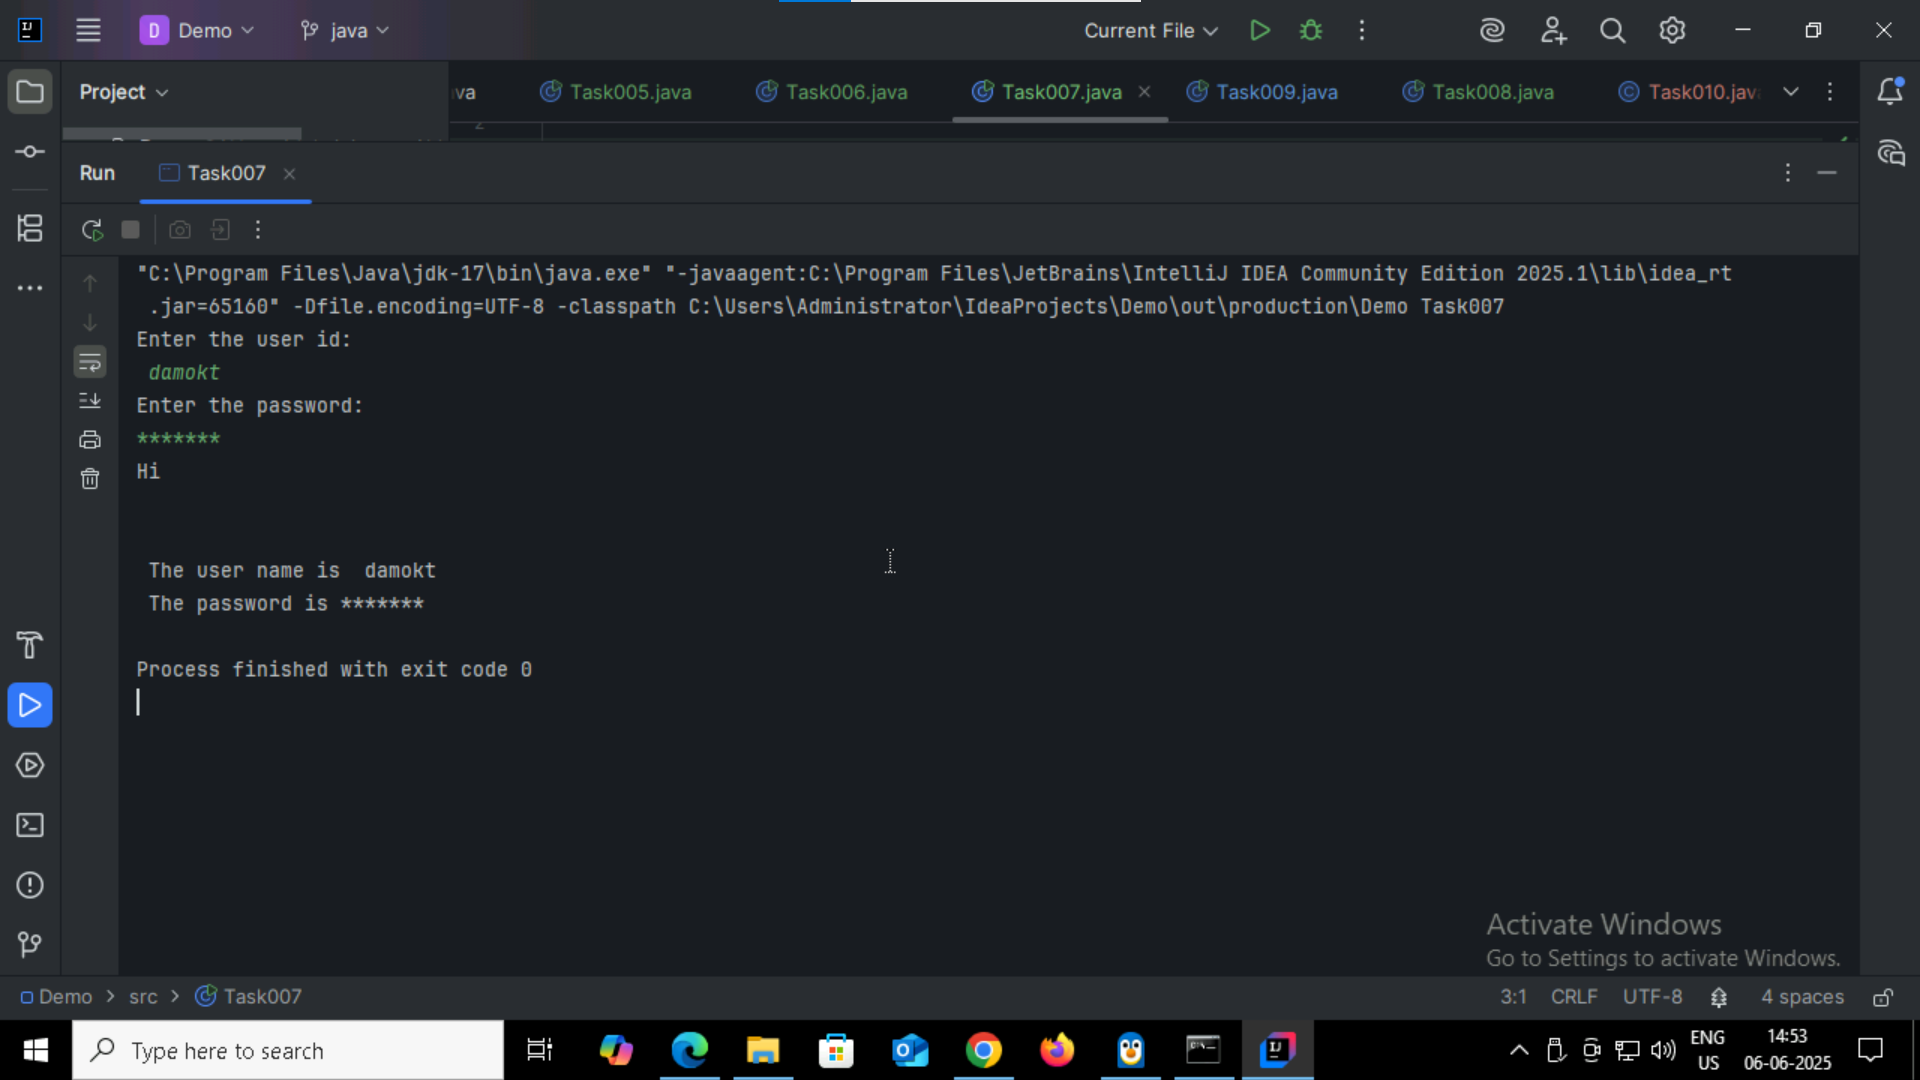 D Demo java Current File
Project va Task005.java Task006.java Task007.java Task009.java Task008.java Task010.jav
2
Run Task007
"C:\Program Files\Java\jdk-17\bin\java.exe" "-javaagent:C:\Program Files\JetBrains\IntelliJ IDEA Community Edition 2025.1\lib\idea_rt
.jar=65160" -Dfile.encoding=UTF-8 -classpath C:\Users\Administrator\IdeaProjects\Demo\out\production\Demo Task007
Enter the user id:
damokt
Enter the password:
*******
Hi
The user name is  damokt
The password is *******
Process finished with exit code 0
Activate Windows
Go to Settings to activate Windows.
Demo > src > Task007 3:1 CRLF UTF-8 4 spaces
Type here to search ENG 14:53
US 06-06-2025